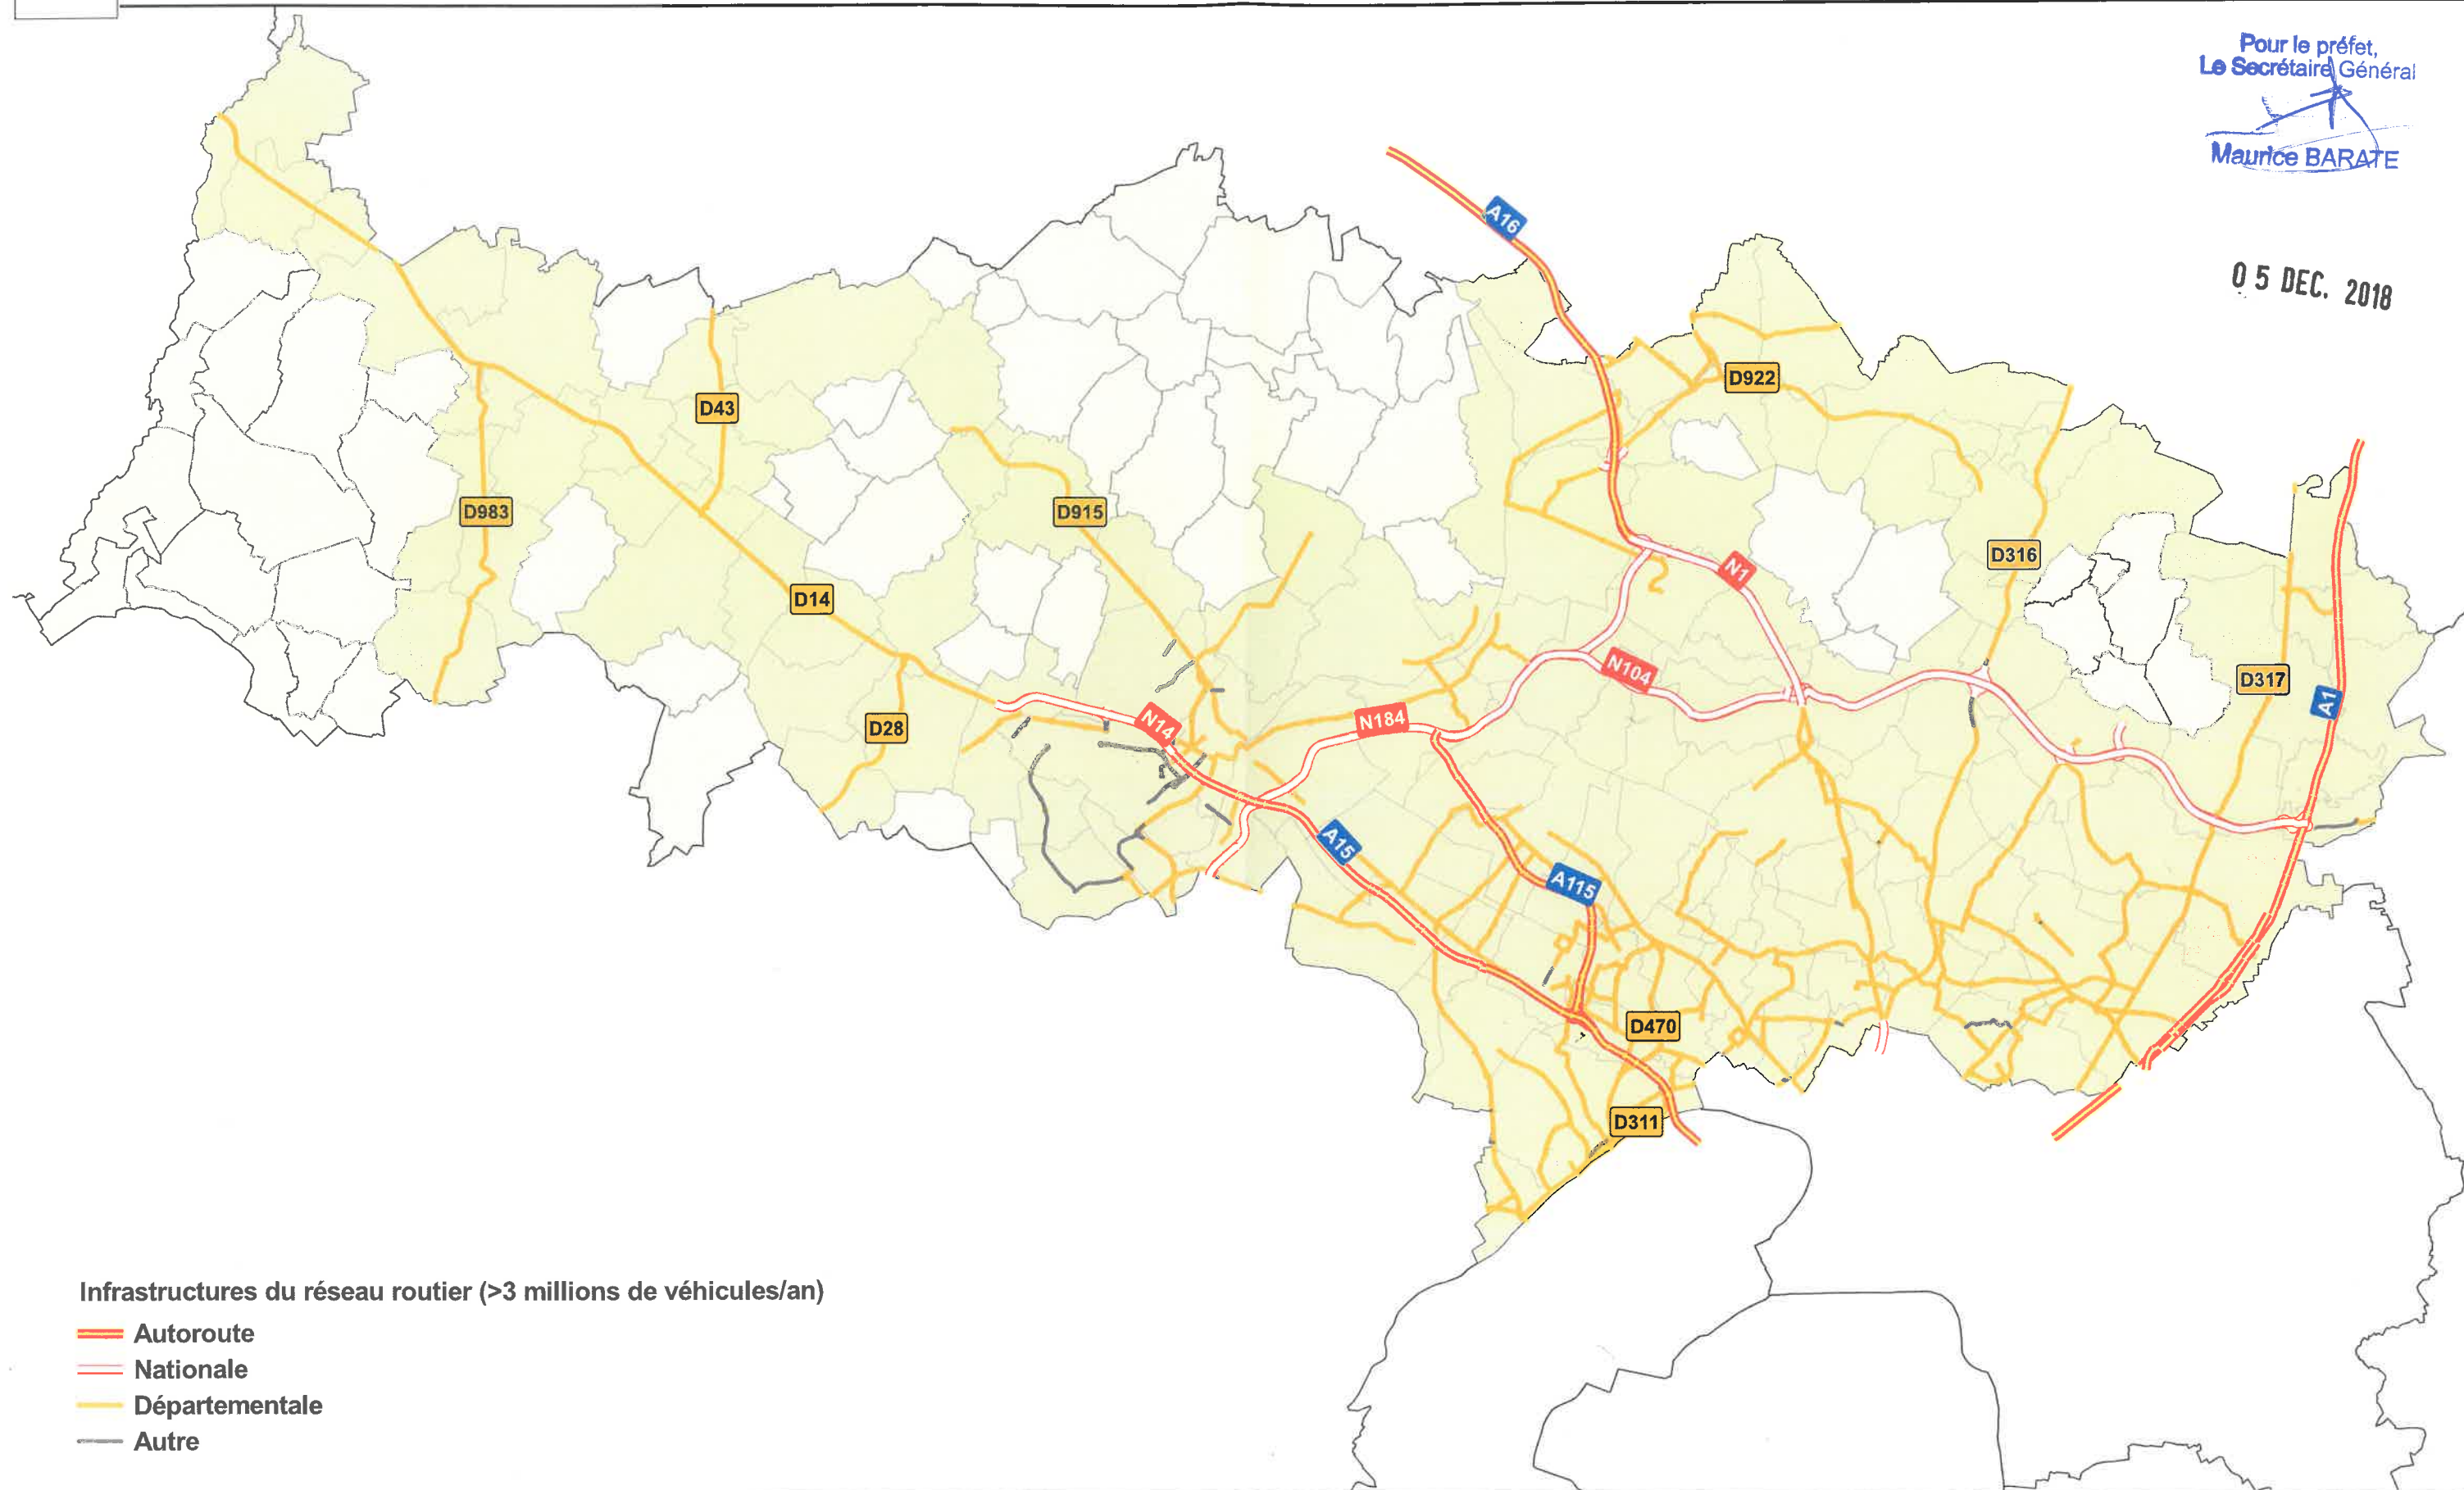 Pour le préfet,
Le Secrétaire Général
Maurice BARATE
05 DEC. 2018
A16
D922
D43
D983
D915
D316
N1
D14
N104
D317
A1
D28
N14
N184
A15
A115
D470
D311
Infrastructures du réseau routier (>3 millions de véhicules/an)
Autoroute
Nationale
Départementale
Autre